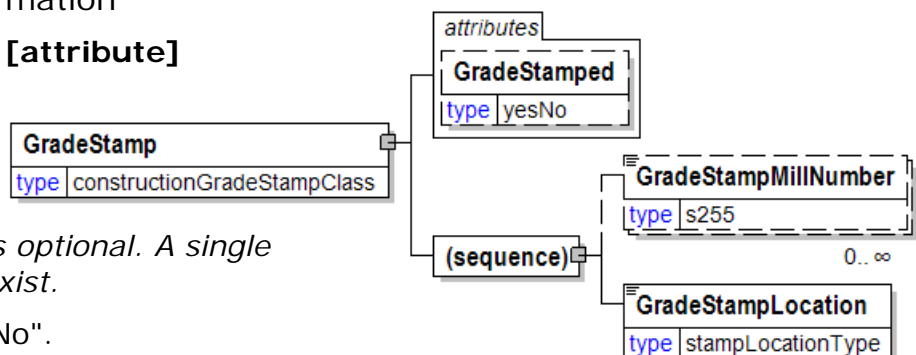 rmation
[attribute]
s optional. A single
xist.
No".
attributes
GradeStamped
type yesNo
GradeStamp
type constructionGradeStampClass
(sequence)
GradeStampMillNumber
type s255
0.. ∞
GradeStampLocation
type stampLocationType